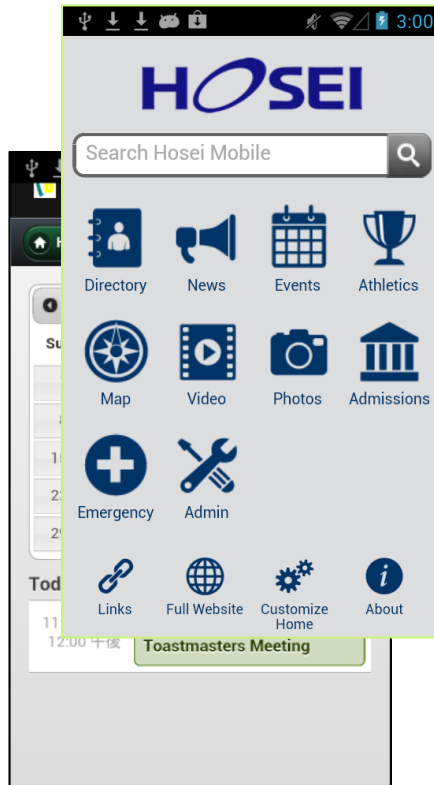 3:00
HOSEI
Search Hosei Mobile
Directory News Events Athletics
Map Video Photos Admissions
Emergency Admin
Links Full Website Customize Home About
Su
Tod
11
12:00 午後
Toastmasters Meeting